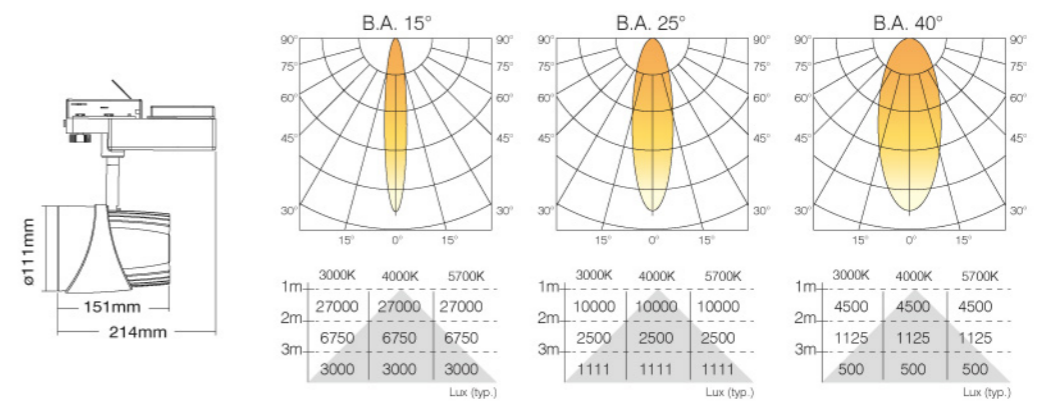 ø111mm
151mm
214mm
B.A. 15°
90° 90°
75° 75°
60° 60°
45° 45°
30° 30°
15° 0° 15°
3000K 4000K 5700K
1m
27000 27000 27000
2m
6750 6750 6750
3m
3000 3000 3000
Lux (typ.)
B.A. 25°
90° 90°
75° 75°
60° 60°
45° 45°
30° 30°
15° 0° 15°
3000K 4000K 5700K
1m
10000 10000 10000
2m
2500 2500 2500
3m
1111 1111 1111
Lux (typ.)
B.A. 40°
90° 90°
75° 75°
60° 60°
45° 45°
30° 30°
15° 0° 15°
3000K 4000K 5700K
1m
4500 4500 4500
2m
1125 1125 1125
3m
500 500 500
Lux (typ.)